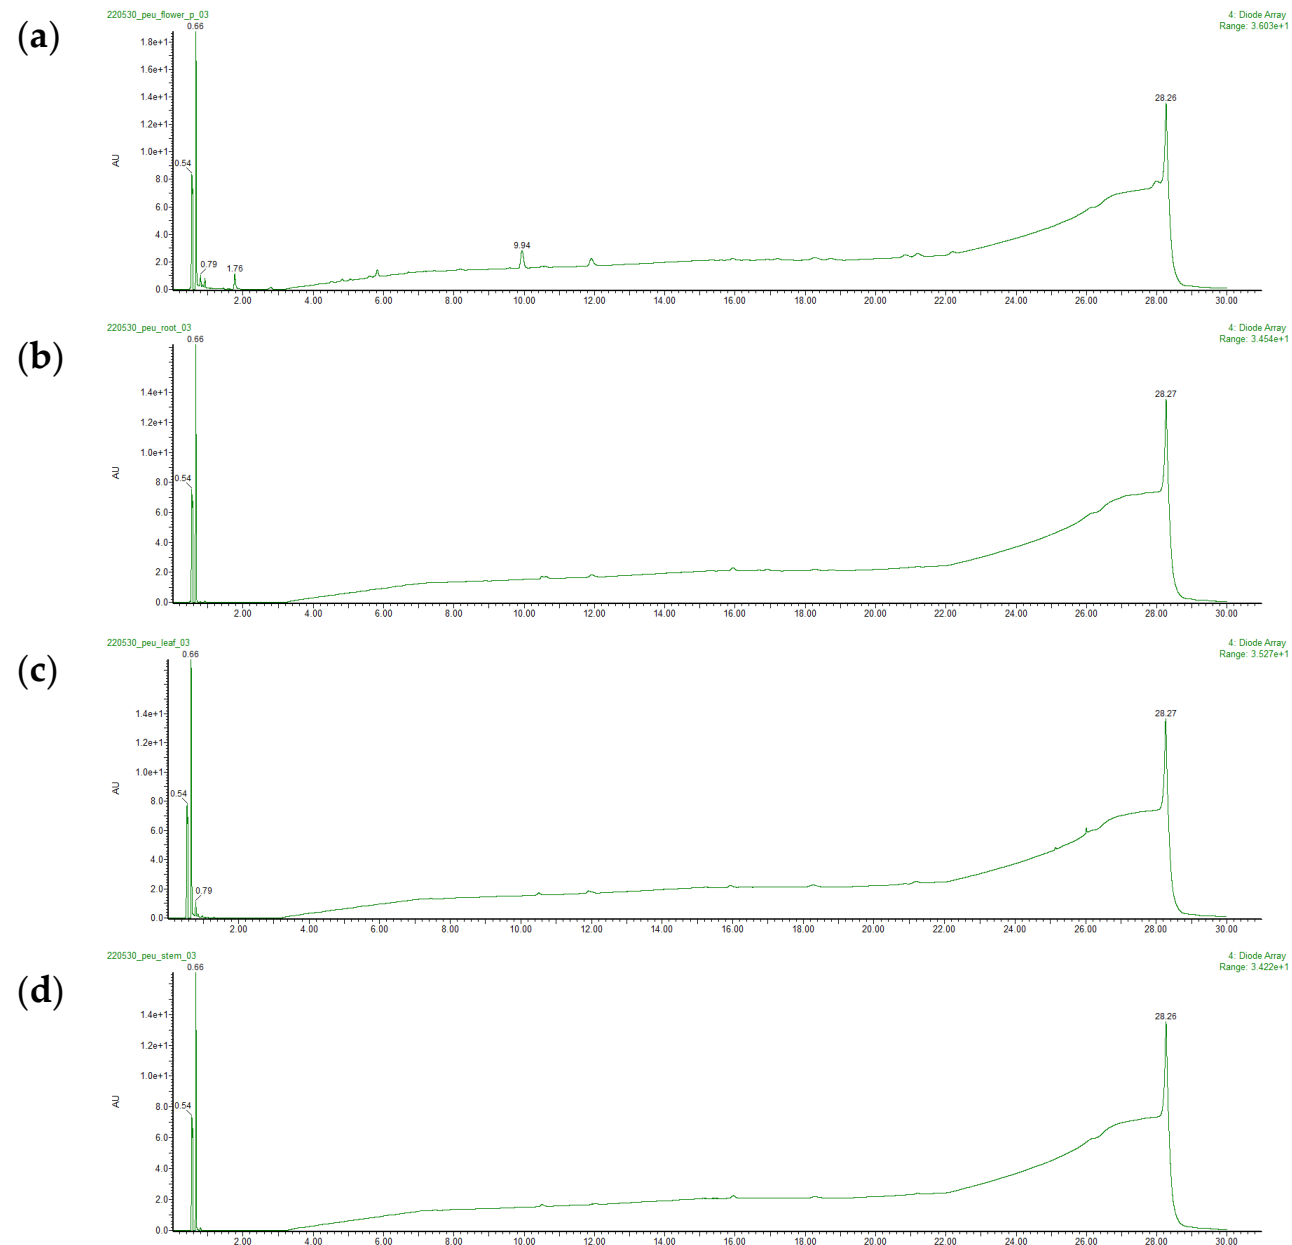 (a)
220530_peu_flower_p_03
4: Diode Array
Range: 3.603e+1
0.66
1.8e+1
1.6e+1
1.4e+1
1.2e+1
1.0e+1
8.0
6.0
4.0
2.0
0.0
AU
0.54
0.79
1.76
9.94
28.26
2.00 4.00 6.00 8.00 10.00 12.00 14.00 16.00 18.00 20.00 22.00 24.00 26.00 28.00 30.00
(b)
220530_peu_root_03
4: Diode Array
Range: 3.454e+1
0.66
1.4e+1
1.2e+1
1.0e+1
8.0
6.0
4.0
2.0
0.0
AU
0.54
28.27
2.00 4.00 6.00 8.00 10.00 12.00 14.00 16.00 18.00 20.00 22.00 24.00 26.00 28.00 30.00
(c)
220530_peu_leaf_03
4: Diode Array
Range: 3.527e+1
0.66
1.4e+1
1.2e+1
1.0e+1
8.0
6.0
4.0
2.0
0.0
AU
0.54
0.79
28.27
2.00 4.00 6.00 8.00 10.00 12.00 14.00 16.00 18.00 20.00 22.00 24.00 26.00 28.00 30.00
(d)
220530_peu_stem_03
4: Diode Array
Range: 3.422e+1
0.66
1.4e+1
1.2e+1
1.0e+1
8.0
6.0
4.0
2.0
0.0
AU
0.54
28.26
2.00 4.00 6.00 8.00 10.00 12.00 14.00 16.00 18.00 20.00 22.00 24.00 26.00 28.00 30.00